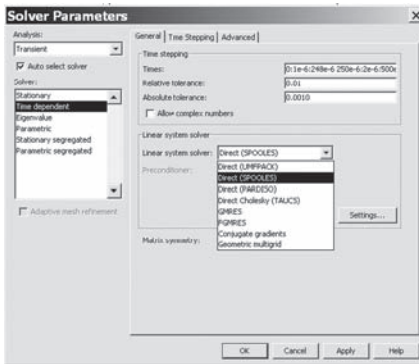 Solver Parameters
Analysis:
Transient
Auto select solver
Solver:
Stationary
Time dependent
Eigenvalue
Parametric
Stationary segregated
Parametric segregated
Adaptive mesh refinement
General
Time Stepping
Advanced
Time stepping
Times:
0:1e-6:248e-6 250e-6:2e-6:500e
Relative tolerance:
0.01
Absolute tolerance:
0.0010
Allow complex numbers
Linear system solver
Linear system solver:
Direct (SPOOLES)
Preconditioner:
Direct (UMFPACK)
Direct (SPOOLES)
Direct (PARDISO)
Direct Cholesky (TAUCS)
GMRES
FGMRES
Conjugate gradients
Geometric multigrid
Settings...
Matrix symmetry:
OK
Cancel
Apply
Help